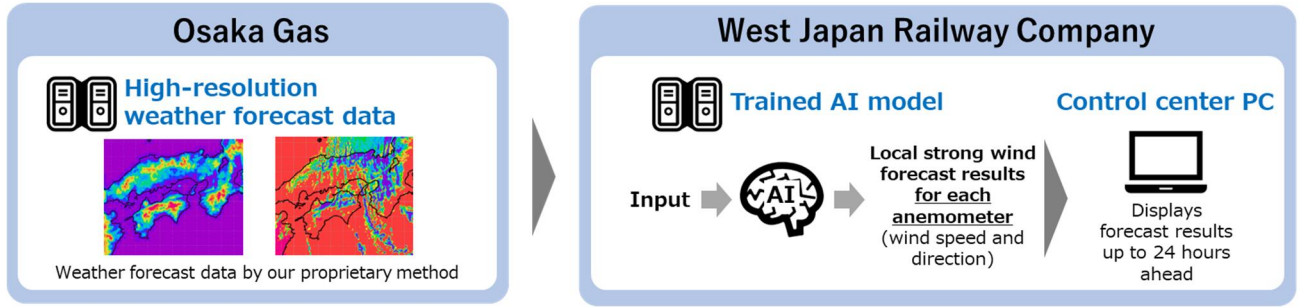 Osaka Gas
High-resolution
weather forecast data
Weather forecast data by our proprietary method
West Japan Railway Company
Trained AI model
Input
AI
Local strong wind
forecast results
for each
anemometer
(wind speed and
direction)
Control center PC
Displays
forecast results
up to 24 hours
ahead